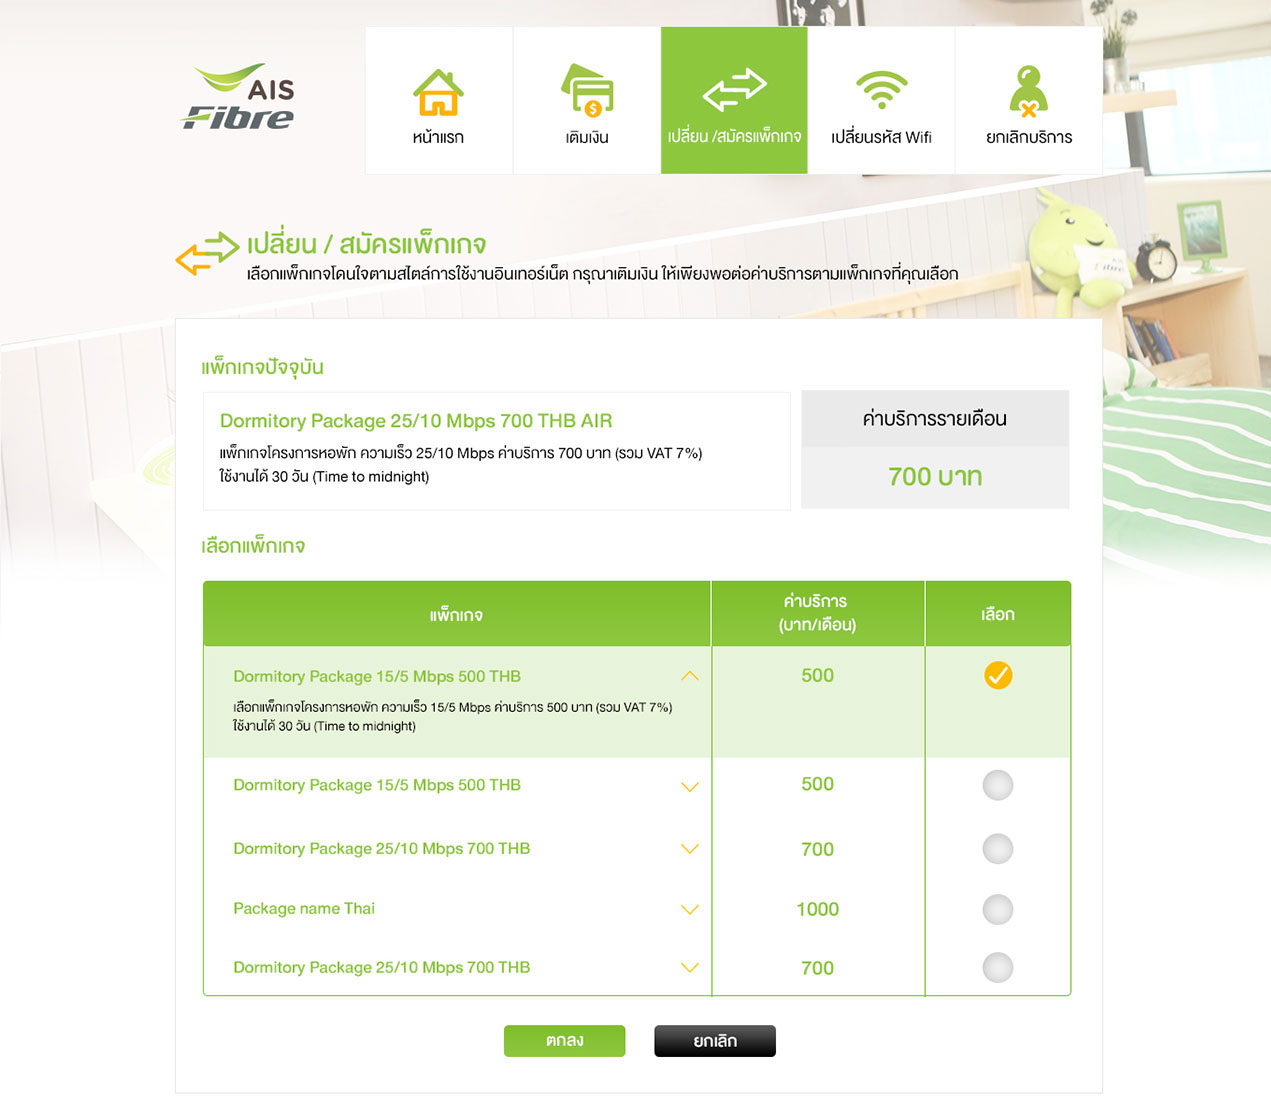 AIS
Fibre
หน้าแรก
เติมเงิน
เปลี่ยน /สมัครแพ็กเกจ
เปลี่ยนรหัส Wifi
ยกเลิกบริการ
เปลี่ยน / สมัครแพ็กเกจ
เลือกแพ็กเกจโดนใจตามสไตล์การใช้งานอินเทอร์เน็ต กรุณาเติมเงิน ให้เพียงพอต่อค่าบริการตามแพ็กเกจที่คุณเลือก
แพ็กเกจปัจจุบัน
Dormitory Package 25/10 Mbps 700 THB AIR
แพ็กเกจโครงการหอพัก ความเร็ว 25/10 Mbps ค่าบริการ 700 บาท (รวม VAT 7%)
ใช้งานได้ 30 วัน (Time to midnight)
ค่าบริการรายเดือน
700 บาท
เลือกแพ็กเกจ
แพ็กเกจ
ค่าบริการ
(บาท/เดือน)
เลือก
Dormitory Package 15/5 Mbps 500 THB
500
เลือกแพ็กเกจโครงการหอพัก ความเร็ว 15/5 Mbps ค่าบริการ 500 บาท (รวม VAT 7%)
ใช้งานได้ 30 วัน (Time to midnight)
Dormitory Package 15/5 Mbps 500 THB
500
Dormitory Package 25/10 Mbps 700 THB
700
Package name Thai
1000
Dormitory Package 25/10 Mbps 700 THB
700
ตกลง
ยกเลิก